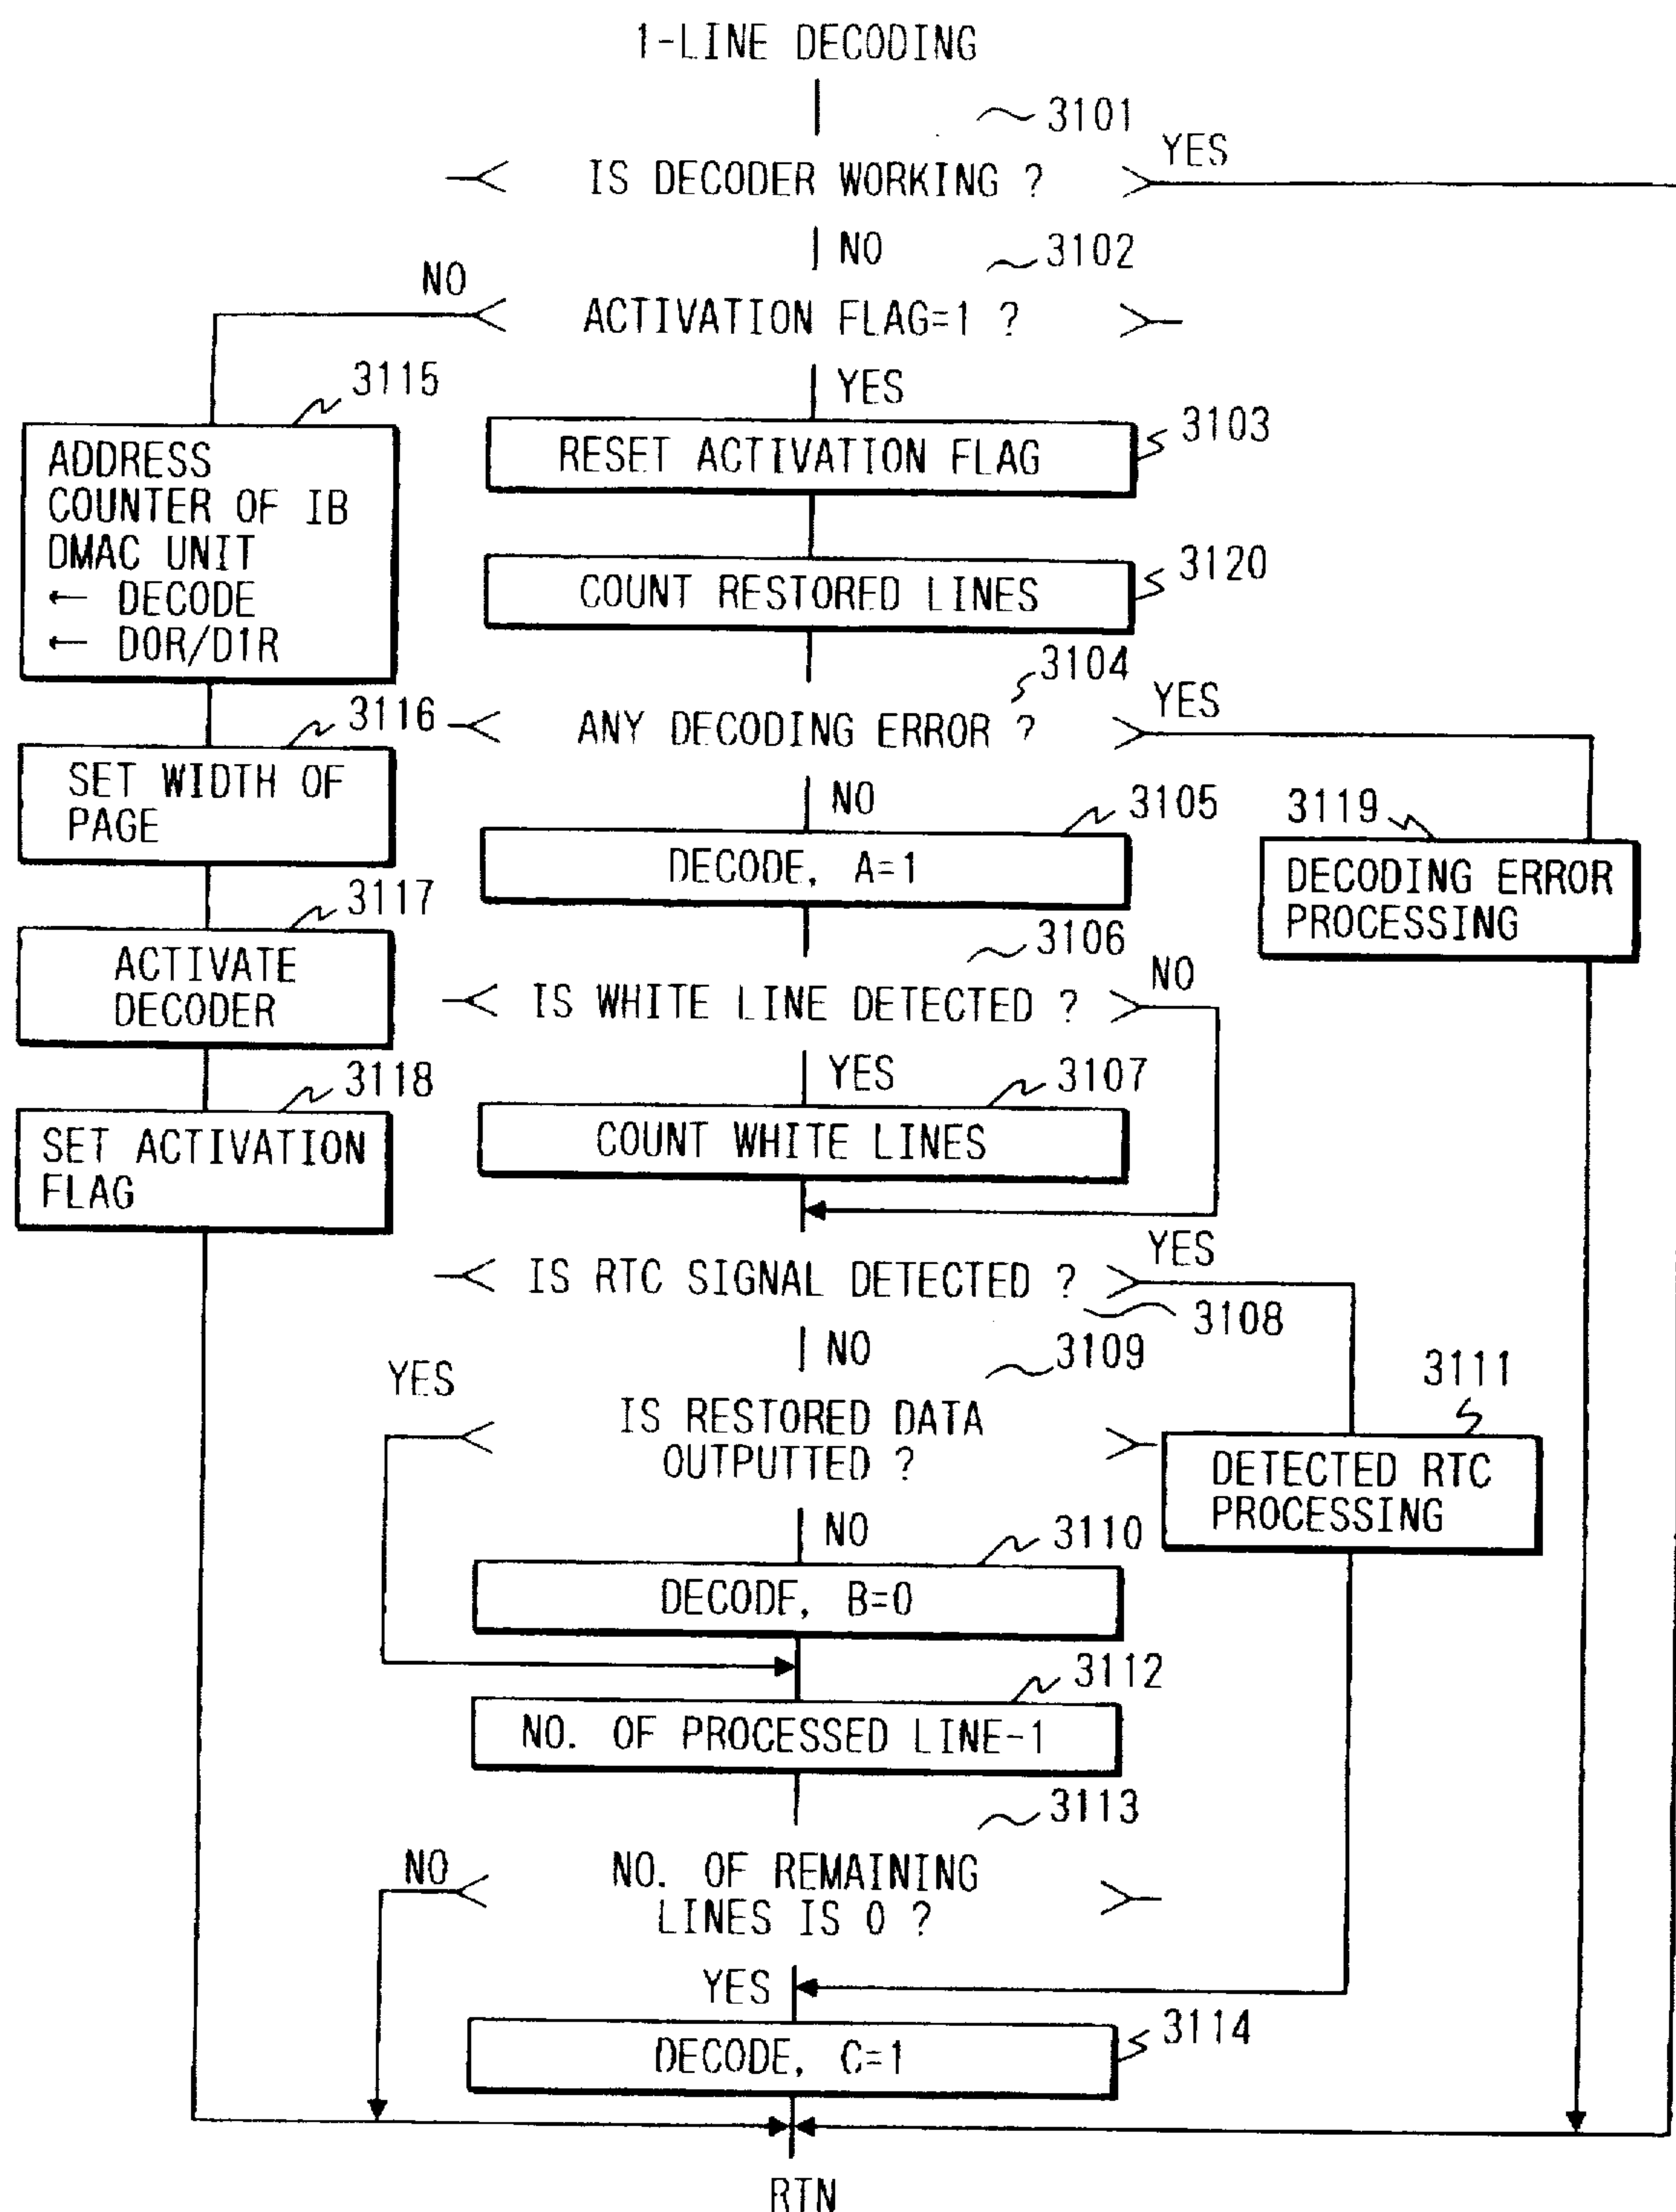 1-LINE DECODING
3101
IS DECODER WORKING ?
YES
NO
3102
NO
ACTIVATION FLAG=1 ?
YES
3115
ADDRESS
COUNTER OF IB
DMAC UNIT
← DECODE
← DOR/D1R
3103
RESET ACTIVATION FLAG
3120
COUNT RESTORED LINES
3104
3116
ANY DECODING ERROR ?
YES
SET WIDTH OF
PAGE
NO
3105
DECODE, A=1
3119
DECODING ERROR
PROCESSING
3117
ACTIVATE
DECODER
3106
IS WHITE LINE DETECTED ?
NO
3118
SET ACTIVATION
FLAG
YES
3107
COUNT WHITE LINES
IS RTC SIGNAL DETECTED ?
YES
3108
NO
3109
YES
IS RESTORED DATA
OUTPUTTED ?
3111
DETECTED RTC
PROCESSING
NO
3110
DECODE, B=0
3112
NO. OF PROCESSED LINE-1
3113
NO
NO. OF REMAINING
LINES IS 0 ?
YES
3114
DECODE, C=1
RTN